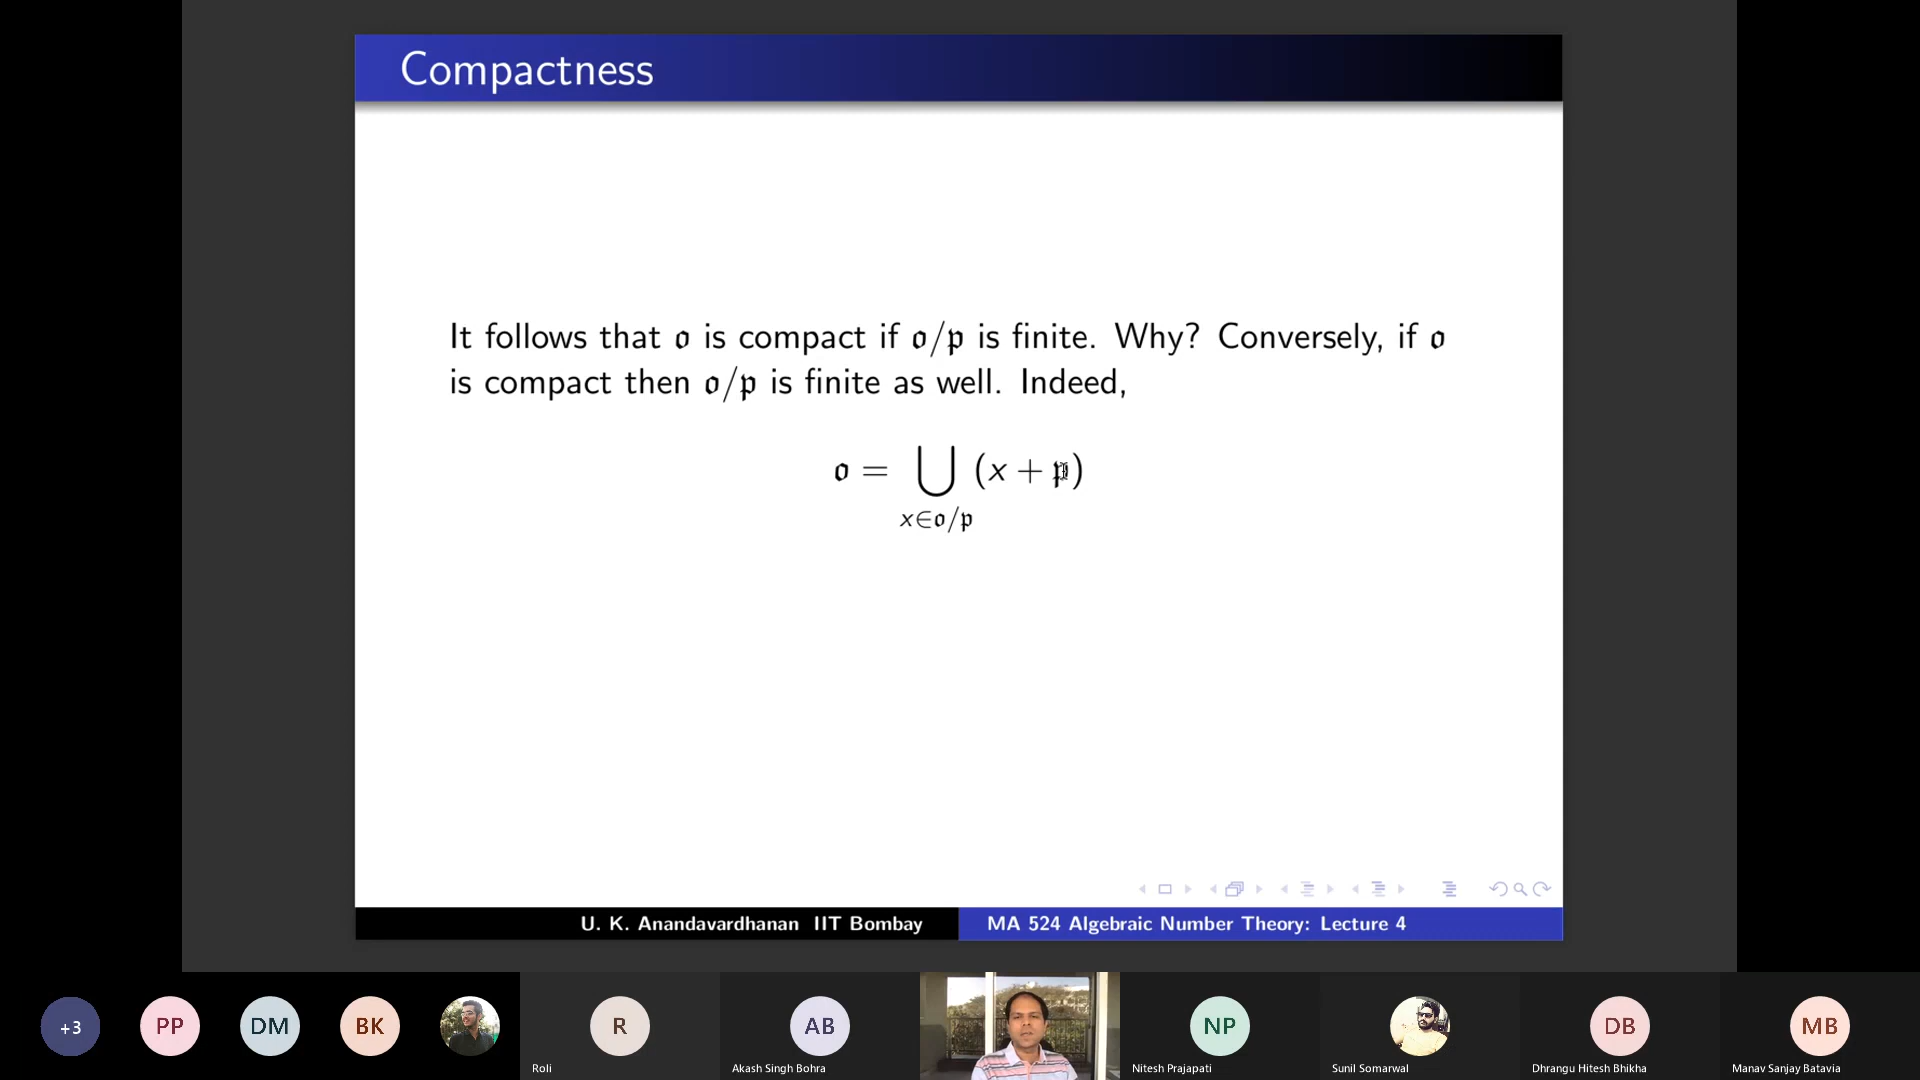 Compactness
It follows that 𝔬 is compact if 𝔬/𝔭 is finite. Why? Conversely, if 𝔬
is compact then 𝔬/𝔭 is finite as well. Indeed,
𝔬 = ⋃ (x + 𝔭)
x∈𝔬/𝔭
U. K. Anandavardhanan IIT Bombay MA 524 Algebraic Number Theory: Lecture 4
+3 PP DM BK R AB NP DB MB
Roli Akash Singh Bohra Nitesh Prajapati Sunil Somarwal Dhrangu Hitesh Bhikha Manav Sanjay Batavia